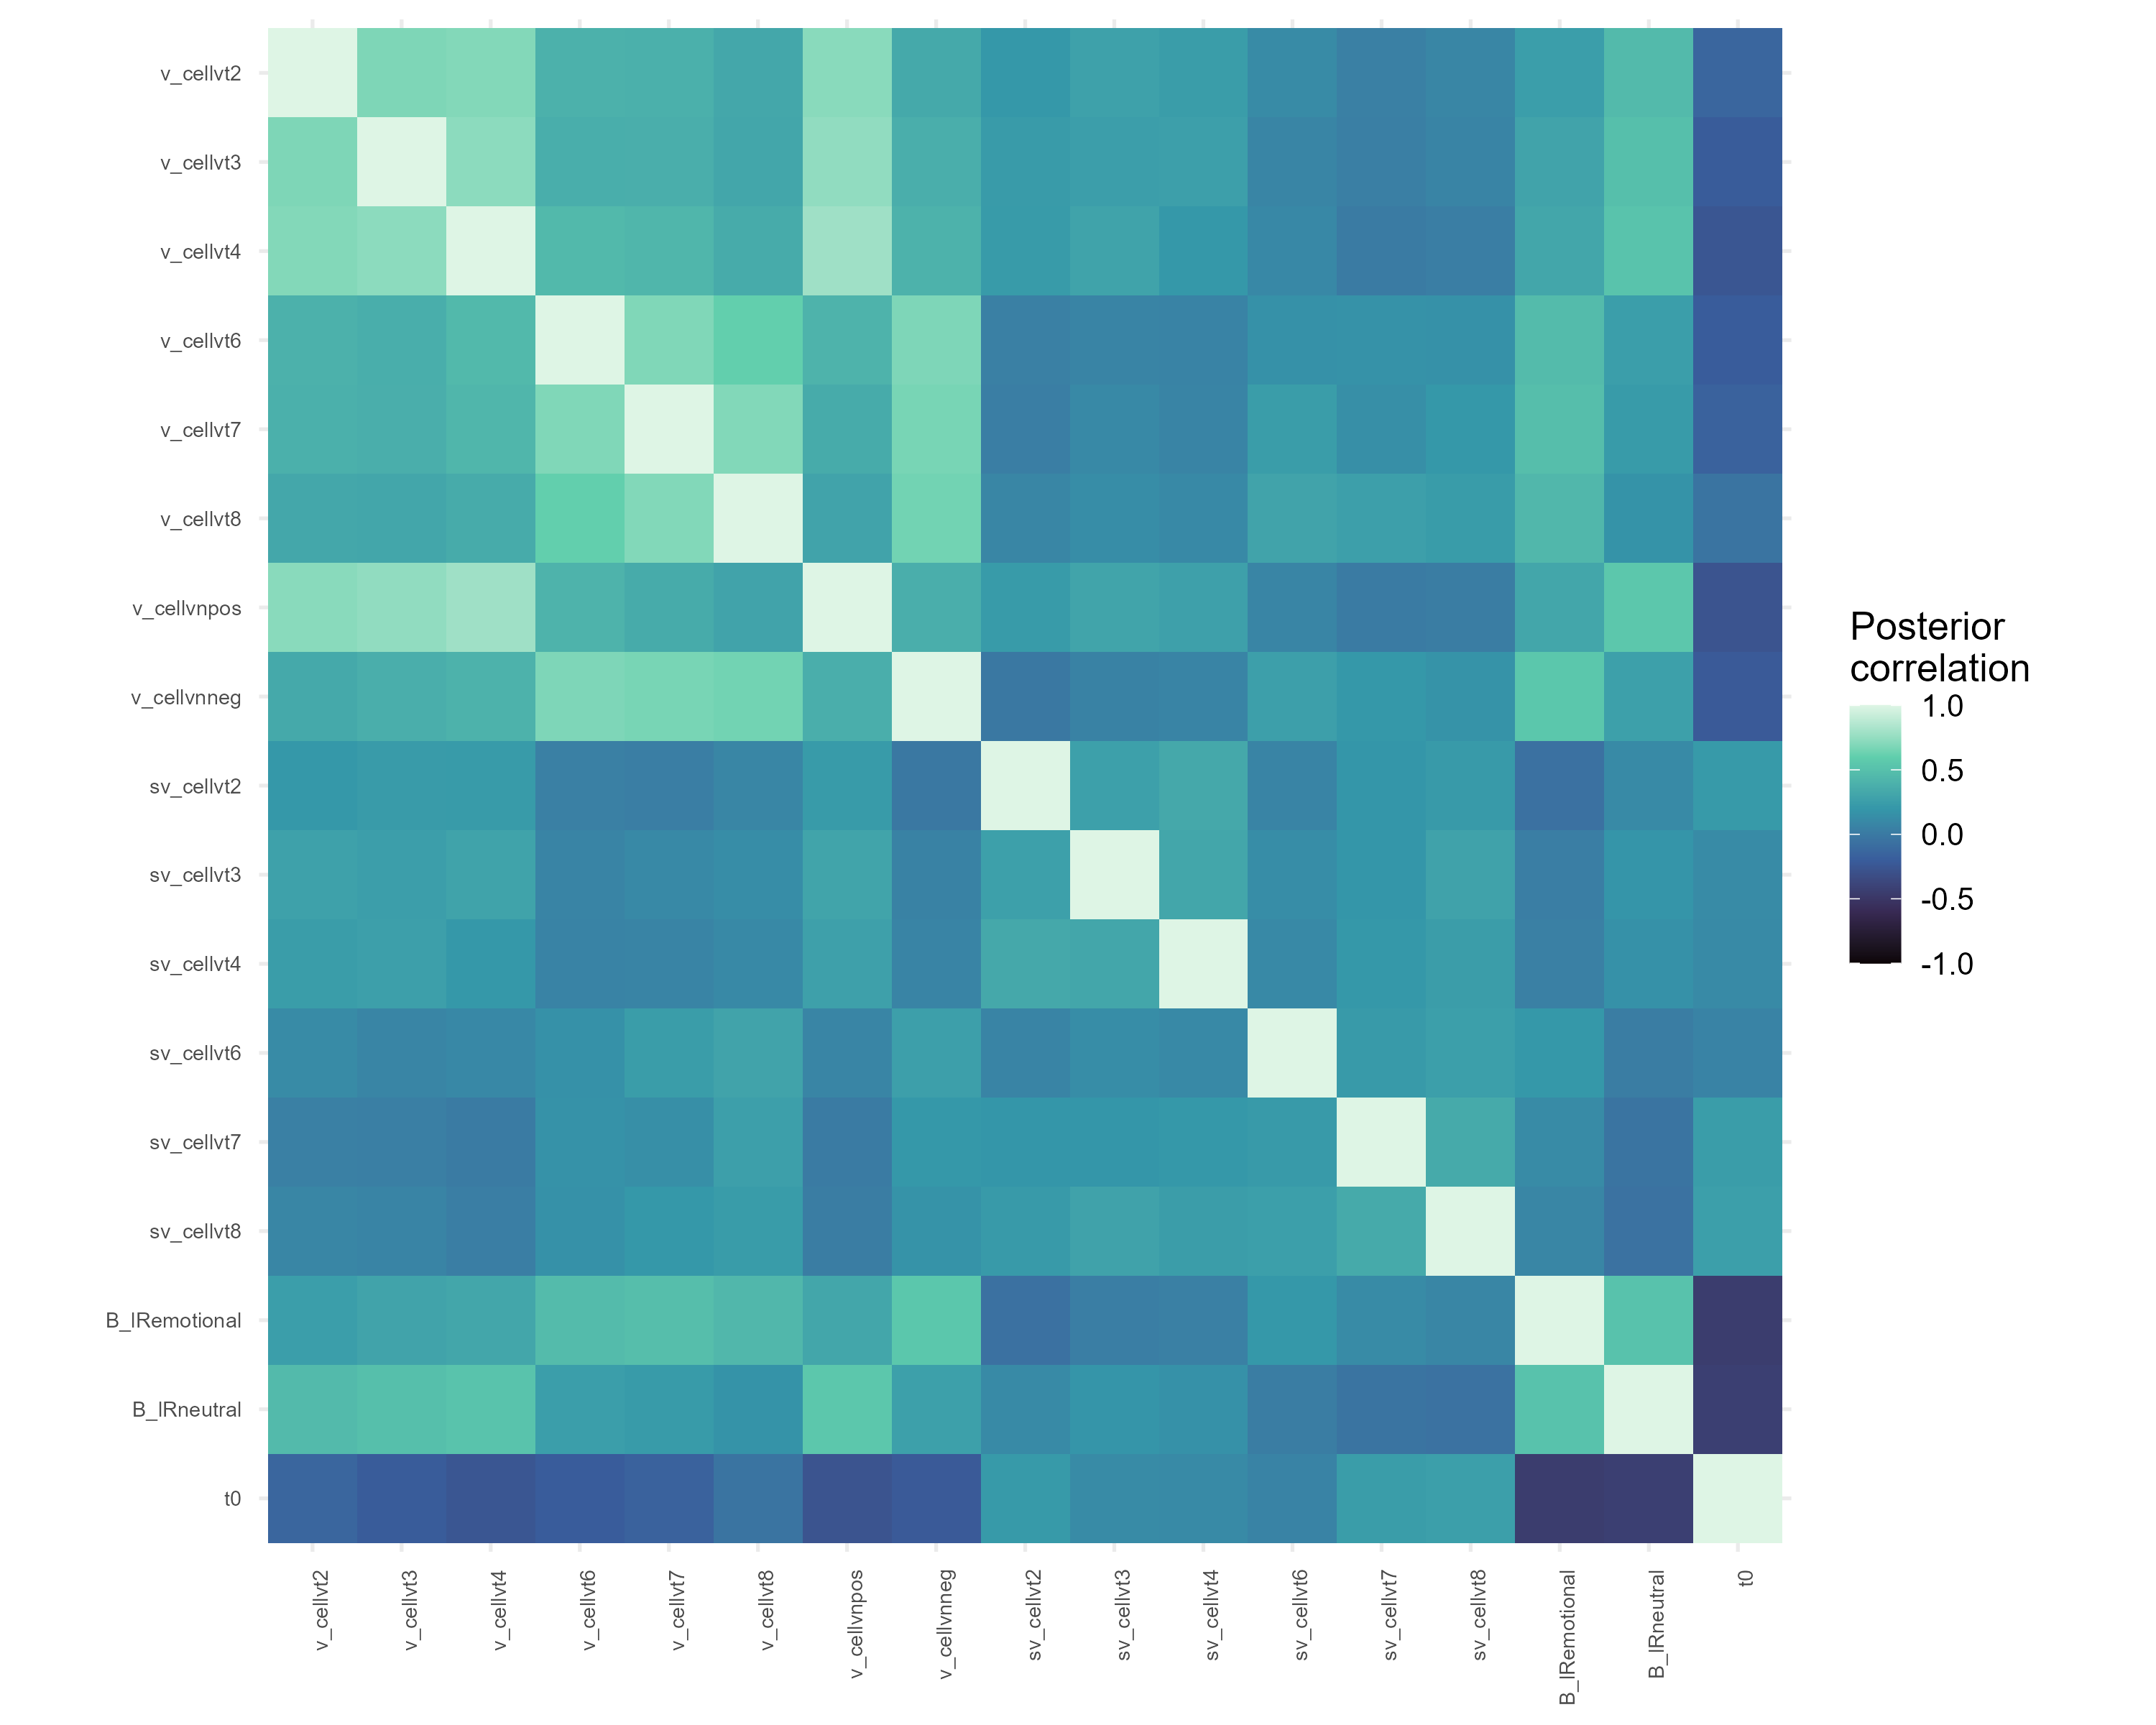 v_cellvt2
v_cellvt3
v_cellvt4
v_cellvt6
v_cellvt7
v_cellvt8
v_cellvnpos
v_cellvnneg
sv_cellvt2
sv_cellvt3
sv_cellvt4
sv_cellvt6
sv_cellvt7
sv_cellvt8
B_lRemotional
B_lRneutral
t0
v_cellvt2
v_cellvt3
v_cellvt4
v_cellvt6
v_cellvt7
v_cellvt8
v_cellvnpos
v_cellvnneg
sv_cellvt2
sv_cellvt3
sv_cellvt4
sv_cellvt6
sv_cellvt7
sv_cellvt8
B_lRemotional
B_lRneutral
t0
Posterior
correlation
1.0
0.5
0.0
-0.5
-1.0